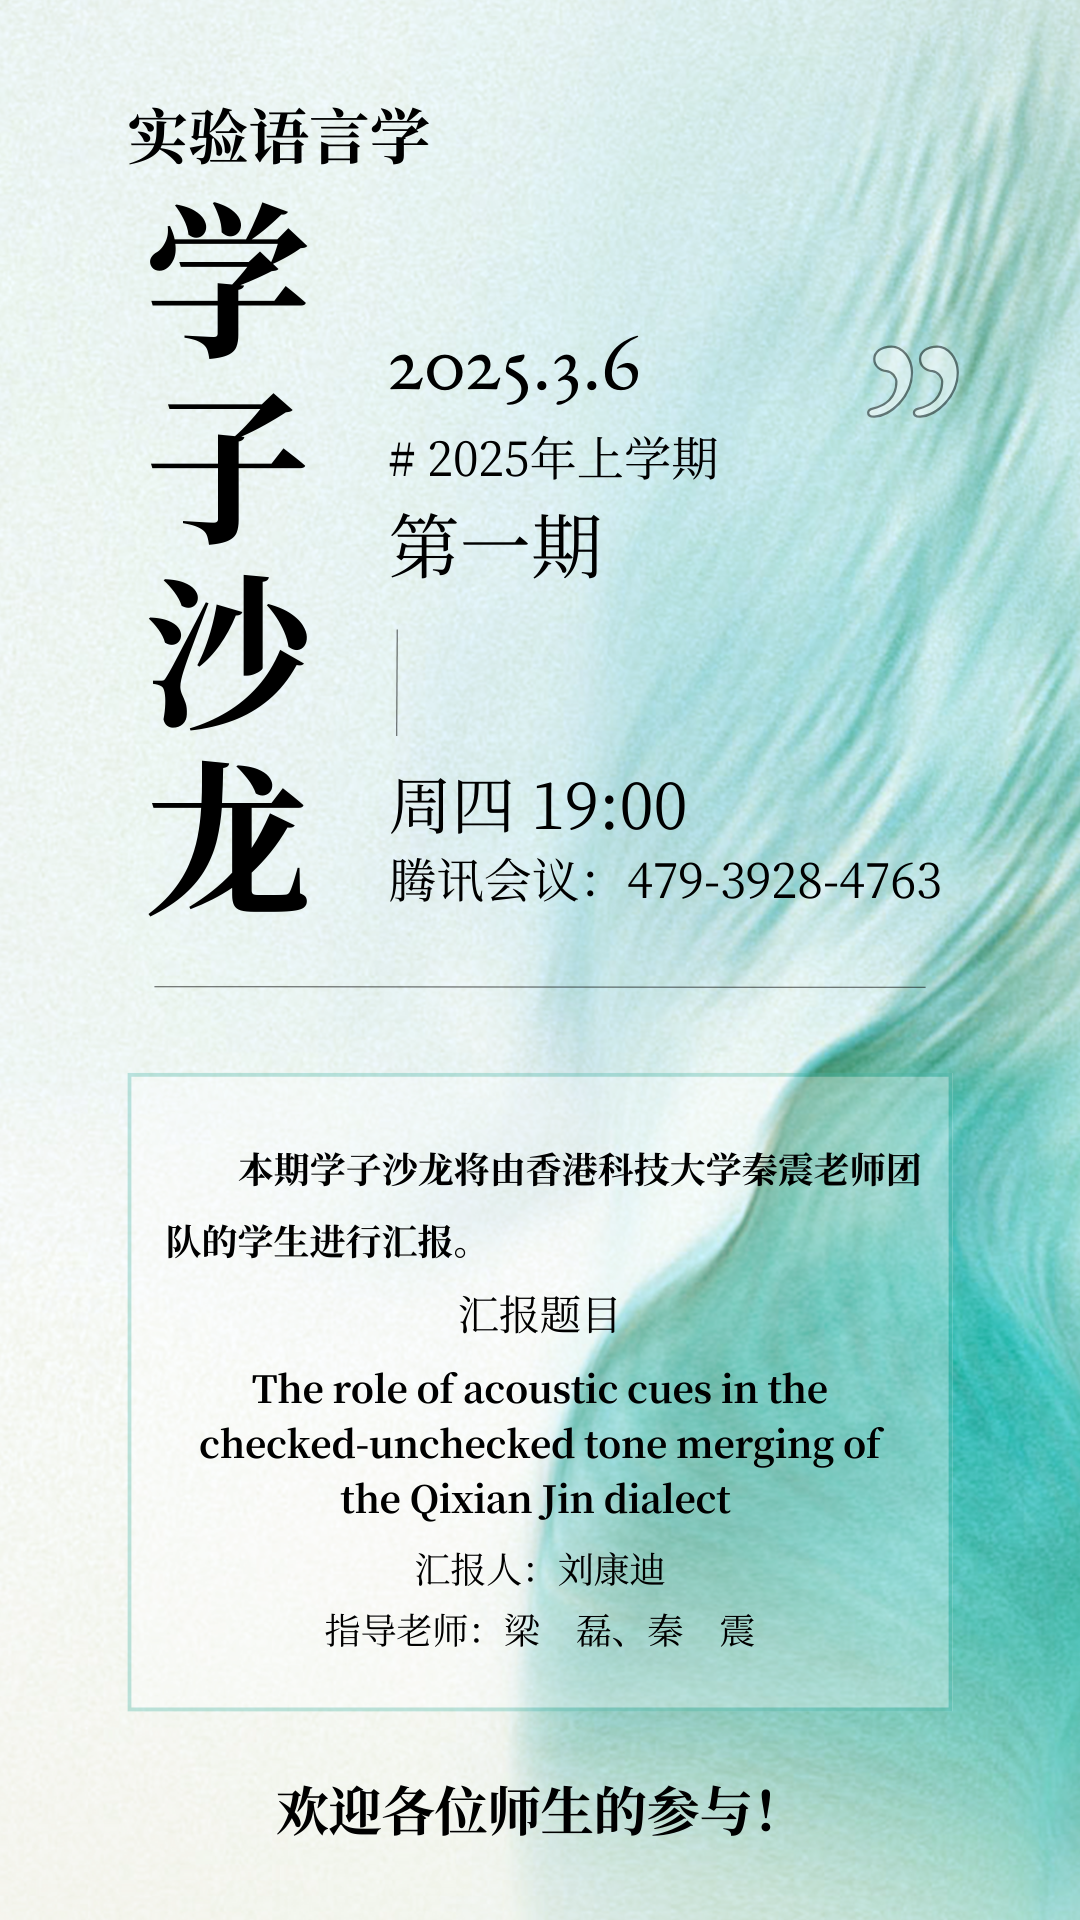 实验语言学
学子沙龙
2025.3.6
# 2025年上学期
第一期
周四 19:00
腾讯会议：479-3928-4763
本期学子沙龙将由香港科技大学秦震老师团
队的学生进行汇报。
汇报题目
The role of acoustic cues in the
checked-unchecked tone merging of
the Qixian Jin dialect
汇报人：刘康迪
指导老师：梁　磊、秦　震
欢迎各位师生的参与！